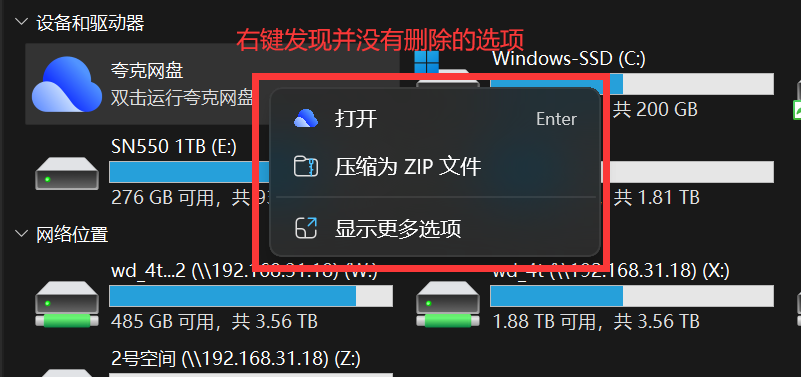 设备和驱动器
右键发现并没有删除的选项
夸克网盘
双击运行夸克网盘
Windows-SSD (C:)
共 200 GB
打开 Enter
压缩为 ZIP 文件
显示更多选项
SN550 1TB (E:)
276 GB 可用，共 93
共 1.81 TB
网络位置
wd_4t...2 (\\192.168.31.18) (W:)
485 GB 可用，共 3.56 TB
wd_4t (\\192.168.31.18) (X:)
1.88 TB 可用，共 3.56 TB
2号空间 (\\192.168.31.18) (Z:)